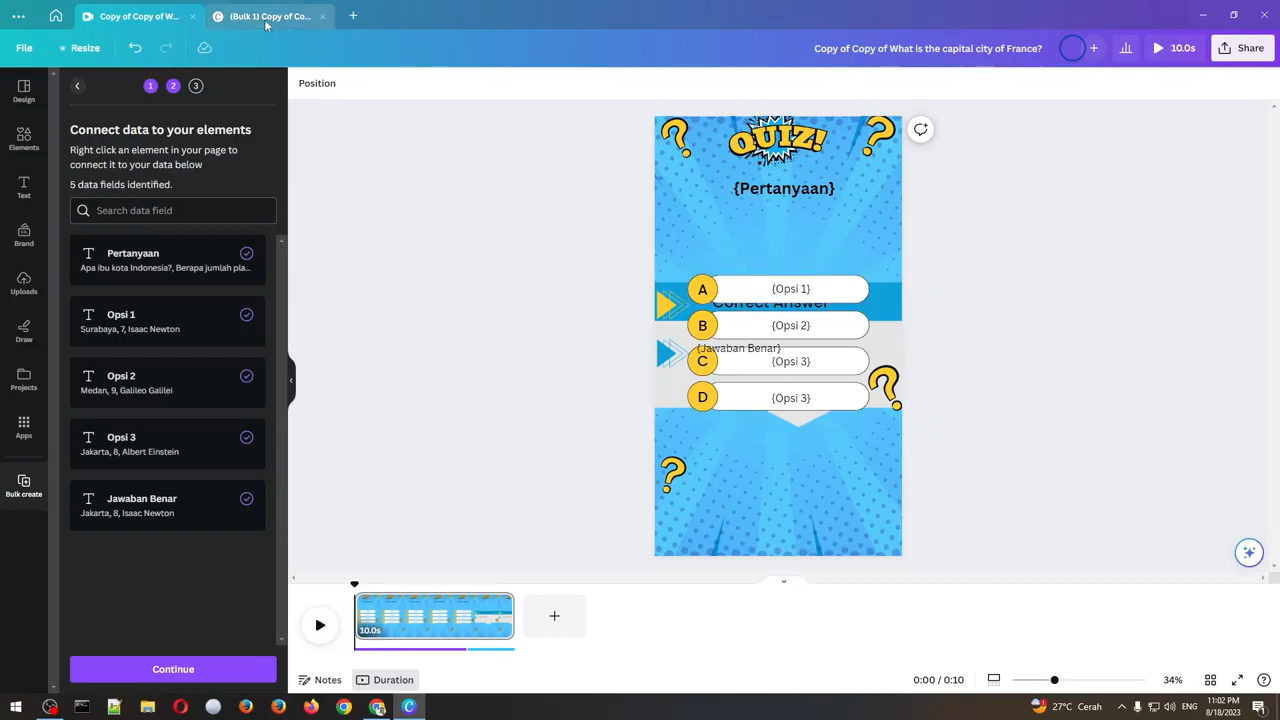 Copy of Copy of W...
(Bulk 1) Copy of Co...
File
Resize
Copy of Copy of What is the capital city of France?
10.0s
Share
Design
Elements
Text
Brand
Uploads
Draw
Projects
Apps
Bulk create
1 2 3
Connect data to your elements
Right click an element in your page to
connect it to your data below
5 data fields identified.
Search data field
Pertanyaan
Apa ibu kota Indonesia?, Berapa jumlah pla...
Opsi 1
Surabaya, 7, Isaac Newton
Opsi 2
Medan, 9, Galileo Galilei
Opsi 3
Jakarta, 8, Albert Einstein
Jawaban Benar
Jakarta, 8, Isaac Newton
Continue
Position
QUIZ!
{Pertanyaan}
A {Opsi 1}
Correct Answer
B {Opsi 2}
{Jawaban Benar}
C {Opsi 3}
D {Opsi 3}
10.0s
Notes
Duration
0:00 / 0:10
34%
27°C Cerah
ENG
11:02 PM
8/18/2023